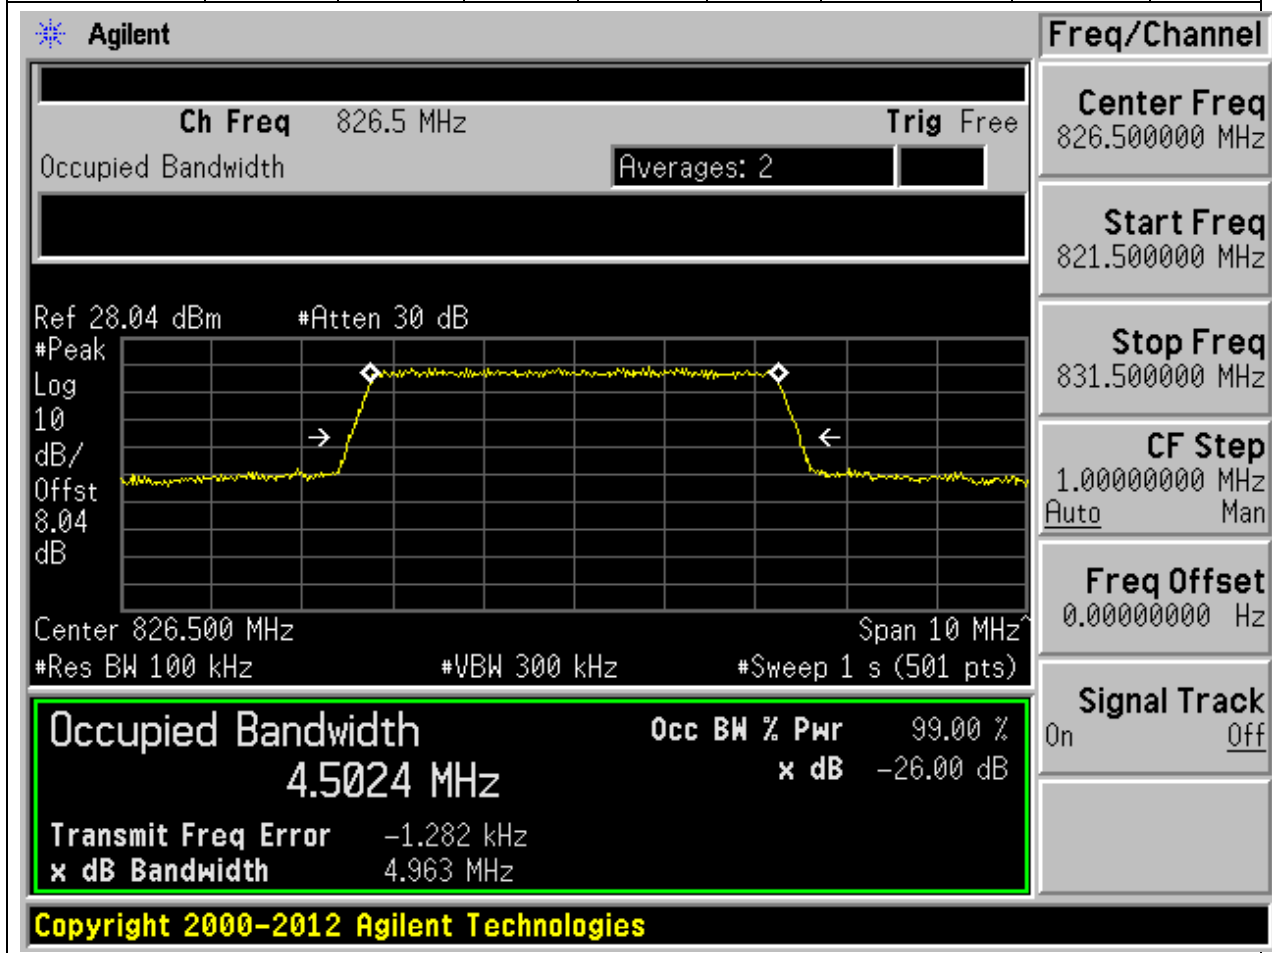 Agilent
Freq/Channel
Ch Freq 826.5 MHz Trig Free
Occupied Bandwidth Averages: 2
Center Freq
826.500000 MHz
Start Freq
821.500000 MHz
Stop Freq
831.500000 MHz
CF Step
1.00000000 MHz
Auto Man
Freq Offset
0.00000000 Hz
Signal Track
On Off
Ref 28.04 dBm #Atten 30 dB
#Peak
Log
10
dB/
Offst
8.04
dB
Center 826.500 MHz Span 10 MHz^
#Res BW 100 kHz #VBW 300 kHz #Sweep 1 s (501 pts)
Occupied Bandwidth Occ BW % Pwr 99.00 %
4.5024 MHz x dB -26.00 dB
Transmit Freq Error -1.282 kHz
x dB Bandwidth 4.963 MHz
Copyright 2000-2012 Agilent Technologies